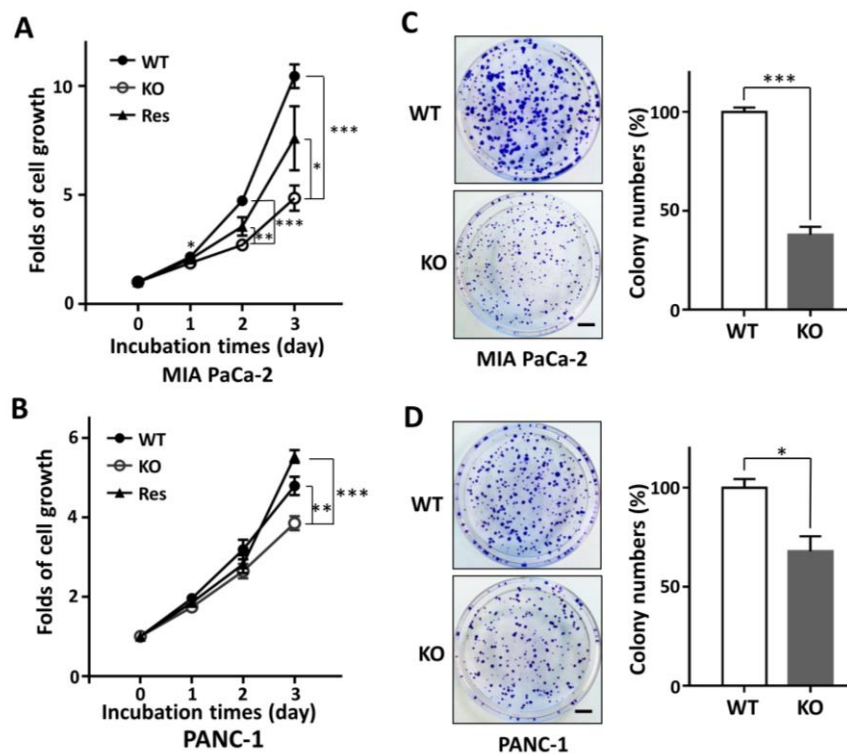 A
WT
KO
Res
10
5
0
Folds of cell growth
***
*
***
**
*
0 1 2 3
Incubation times (day)
MIA PaCa-2
B
WT
KO
Res
6
4
2
0
Folds of cell growth
***
**
0 1 2 3
Incubation times (day)
PANC-1
C
WT
KO
MIA PaCa-2
***
100
50
0
Colony numbers (%)
WT KO
D
WT
KO
PANC-1
*
100
50
0
Colony numbers (%)
WT KO